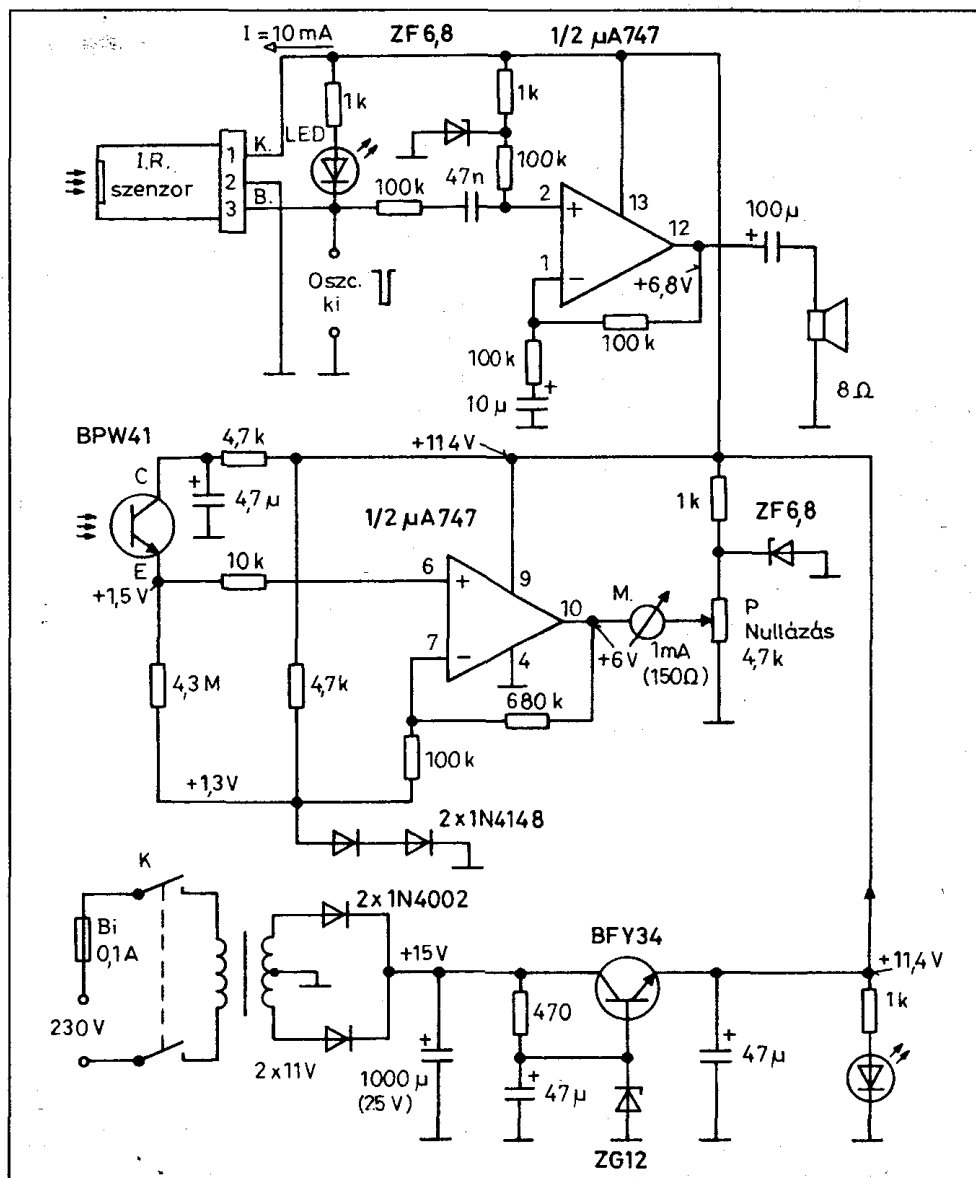 I = 10 mA
ZF6,8
1/2 µA747
1k
1k
LED
K.
I.R.
szenzor
1
2
3
B.
100k
47n
100k
2
+
13
12
100µ
+
1
−
+6,8V
Oszc.
ki
100k
100k
+
10µ
8Ω
BPW41
4,7k
+11,4V
C
+
4,7µ
1k
ZF6,8
1/2 µA747
E
10k
6
+
9
M.
P
+1,5V
10
Nullázás
7
−
+6V
1mA
4,7k
4
(150Ω)
4,3M
4,7k
680k
100k
+1,3V
2x1N4148
K
2x1N4002
Bi
0,1A
BFY34
+15V
+11,4V
470
1k
230V
+
+
+
2x11V
1000µ
(25V)
47µ
47µ
ZG12